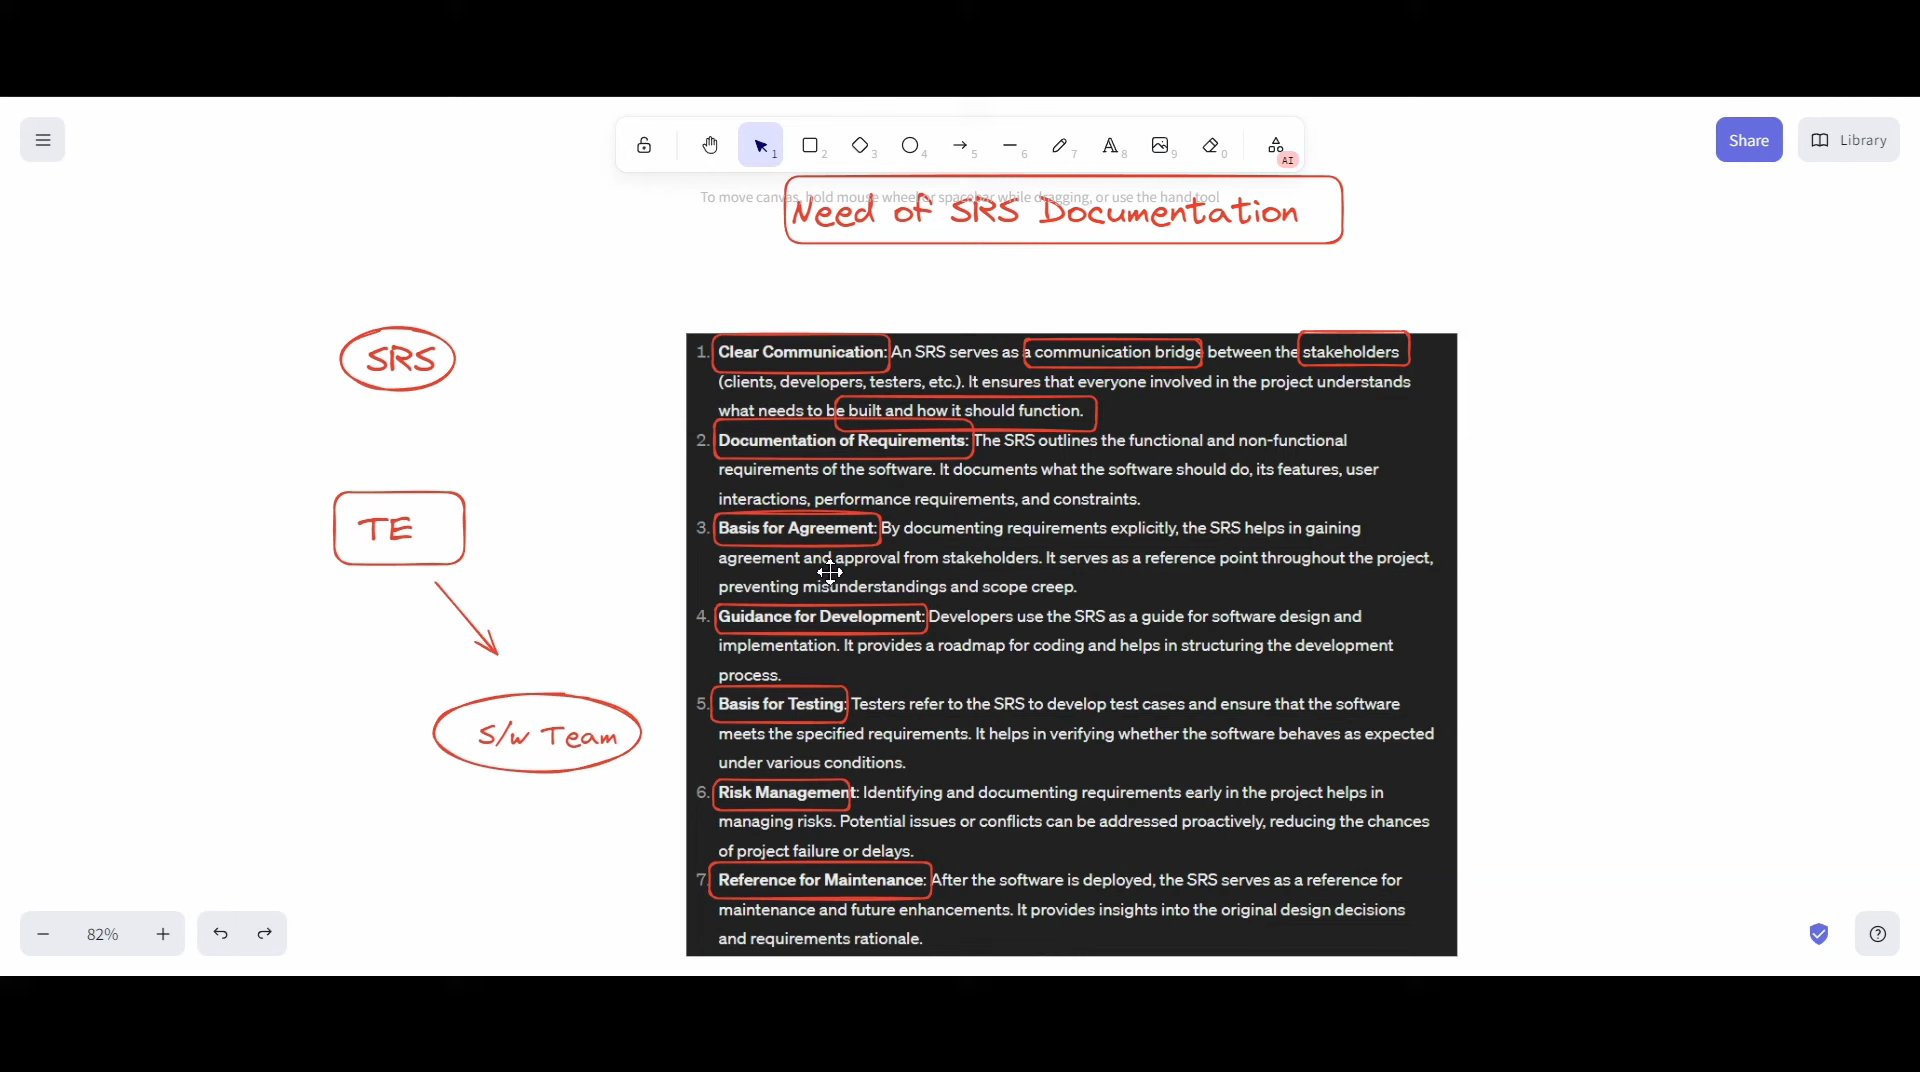 1
2
3
4
5
6
7
8
9
0
AI
Share
Library
To move canvas, hold mouse wheel or spacebar while dragging, or use the hand tool
Need of SRS Documentation
SRS
TE
S/w Team
1. Clear Communication: An SRS serves as a communication bridge between the stakeholders
(clients, developers, testers, etc.). It ensures that everyone involved in the project understands
what needs to be built and how it should function.
2. Documentation of Requirements: The SRS outlines the functional and non-functional
requirements of the software. It documents what the software should do, its features, user
interactions, performance requirements, and constraints.
3. Basis for Agreement: By documenting requirements explicitly, the SRS helps in gaining
agreement and approval from stakeholders. It serves as a reference point throughout the project,
preventing misunderstandings and scope creep.
4. Guidance for Development: Developers use the SRS as a guide for software design and
implementation. It provides a roadmap for coding and helps in structuring the development
process.
5. Basis for Testing: Testers refer to the SRS to develop test cases and ensure that the software
meets the specified requirements. It helps in verifying whether the software behaves as expected
under various conditions.
6. Risk Management: Identifying and documenting requirements early in the project helps in
managing risks. Potential issues or conflicts can be addressed proactively, reducing the chances
of project failure or delays.
7. Reference for Maintenance: After the software is deployed, the SRS serves as a reference for
maintenance and future enhancements. It provides insights into the original design decisions
and requirements rationale.
82%